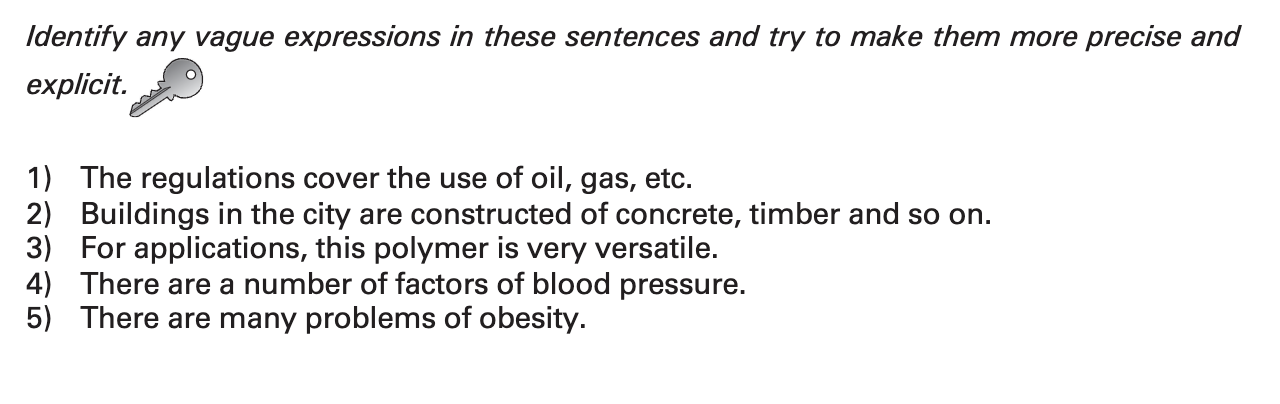 Identify any vague expressions in these sentences and try to make them more precise and
explicit.
1) The regulations cover the use of oil, gas, etc.
2) Buildings in the city are constructed of concrete, timber and so on.
3) For applications, this polymer is very versatile.
4) There are a number of factors of blood pressure.
5) There are many problems of obesity.